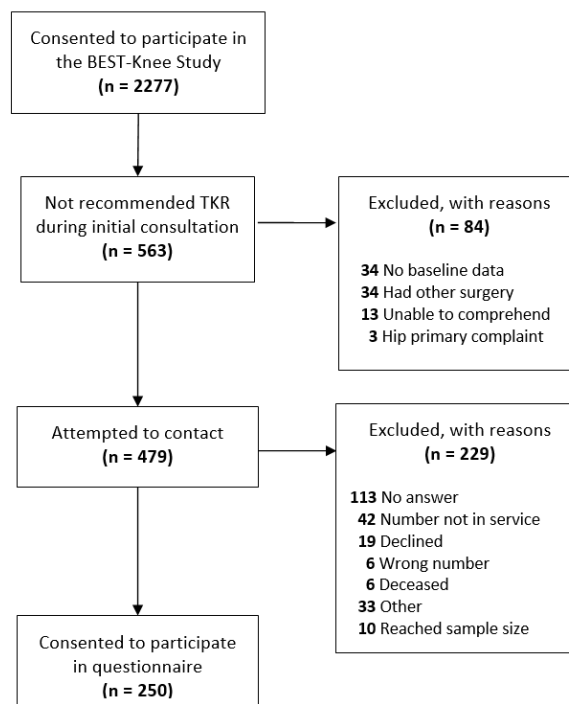 Consented to participate in
the BEST-Knee Study
(n = 2277)
Not recommended TKR
during initial consultation
(n = 563)
Excluded, with reasons
(n = 84)
34 No baseline data
34 Had other surgery
13 Unable to comprehend
3 Hip primary complaint
Attempted to contact
(n = 479)
Excluded, with reasons
(n = 229)
113 No answer
42 Number not in service
19 Declined
6 Wrong number
6 Deceased
33 Other
10 Reached sample size
Consented to participate
in questionnaire
(n = 250)